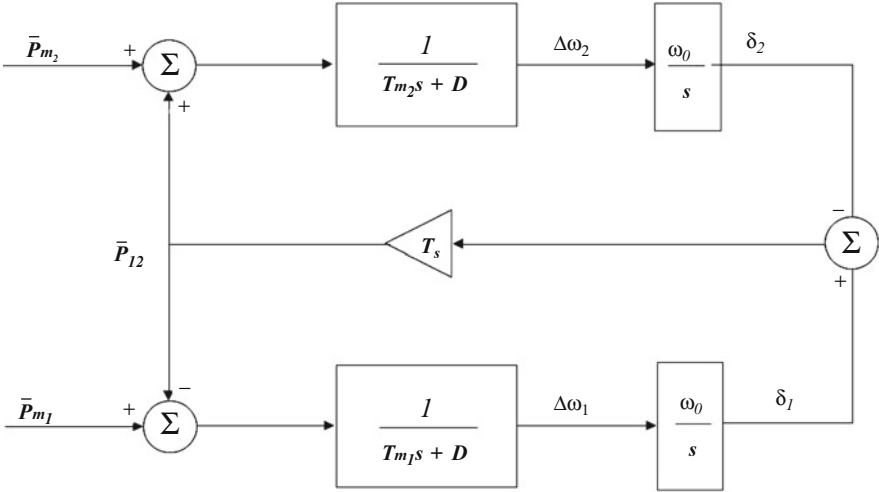 P̄m₂ + Σ + 1 / Tm₂s + D Δω₂ ω₀ / s δ₂
P̄₁₂ Tₛ − Σ +
P̄m₁ + Σ − 1 / Tm₁s + D Δω₁ ω₀ / s δ₁